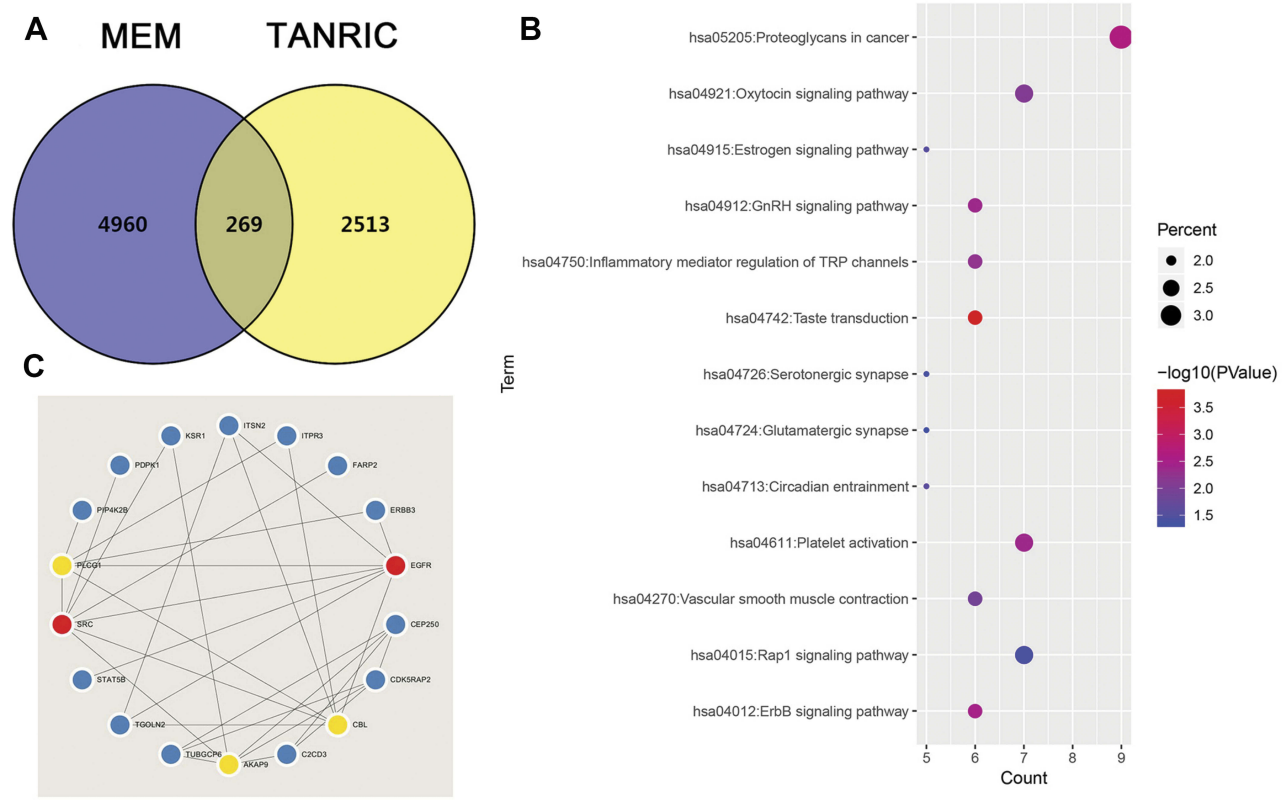 A
MEM
TANRIC
4960
269
2513
B
hsa05205:Proteoglycans in cancer
hsa04921:Oxytocin signaling pathway
hsa04915:Estrogen signaling pathway
hsa04912:GnRH signaling pathway
hsa04750:Inflammatory mediator regulation of TRP channels
hsa04742:Taste transduction
hsa04726:Serotonergic synapse
hsa04724:Glutamatergic synapse
hsa04713:Circadian entrainment
hsa04611:Platelet activation
hsa04270:Vascular smooth muscle contraction
hsa04015:Rap1 signaling pathway
hsa04012:ErbB signaling pathway
Term
5 6 7 8 9
Count
Percent
2.0
2.5
3.0
−log10(PValue)
3.5
3.0
2.5
2.0
1.5
C
ITSN2
KSR1
ITPR3
PDPK1
FARP2
PIP4K2B
ERBB3
PLCG1
EGFR
SRC
CEP250
STAT5B
CDK5RAP2
TGOLN2
CBL
TUBGCP6
C2CD3
AKAP9